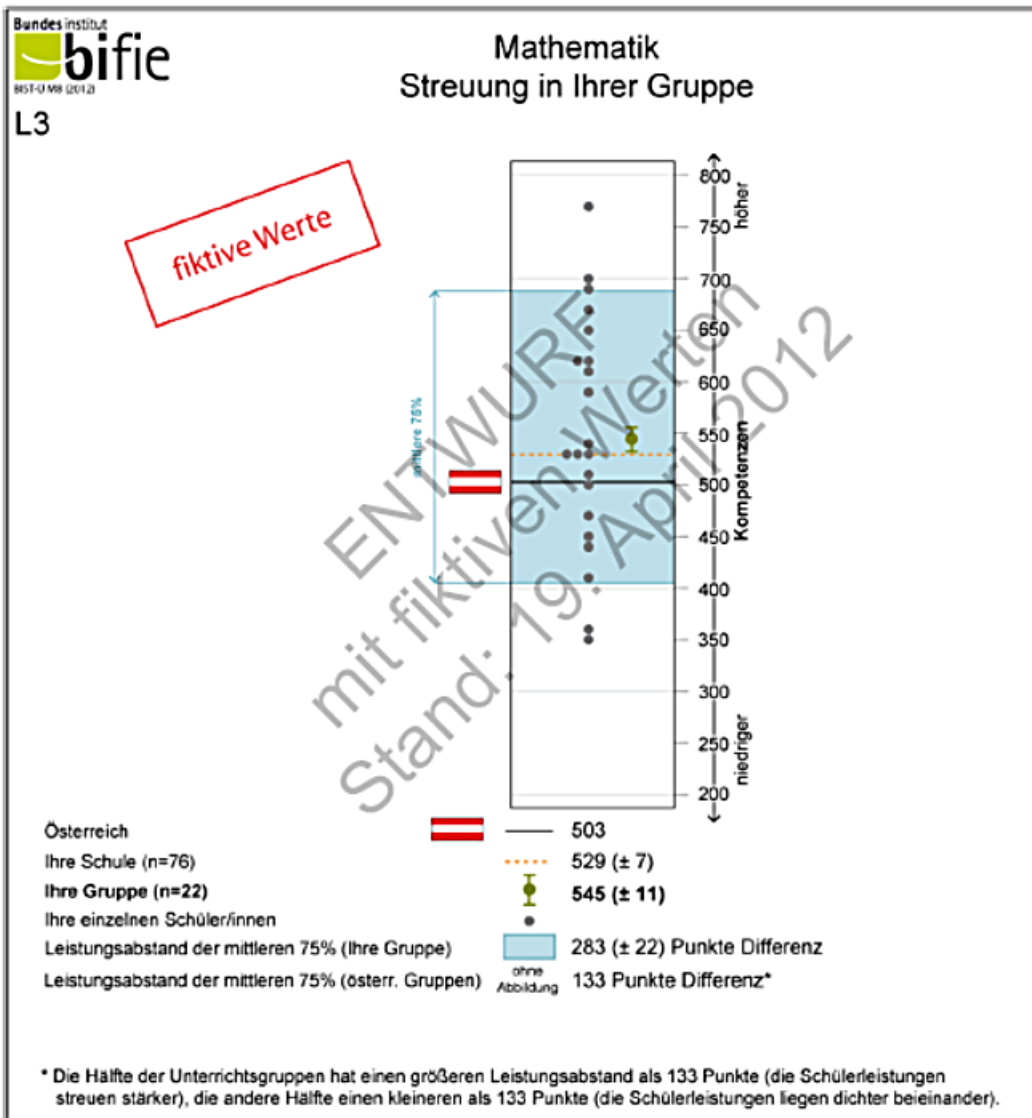 Bundesinstitut
bifie
BIST-Ü M8 (2012)
L3
Mathematik
Streuung in Ihrer Gruppe
fiktive Werte
mittlere 75%
800
750
700
650
600
550
500
450
400
350
300
250
200
höher
Kompetenzen
niedriger
ENTWURF
mit fiktiven Werten
Stand: 19. April 2012
Österreich 503
Ihre Schule (n=76) 529 (± 7)
Ihre Gruppe (n=22) 545 (± 11)
Ihre einzelnen Schüler/innen
Leistungsabstand der mittleren 75% (Ihre Gruppe) 283 (± 22) Punkte Differenz
Leistungsabstand der mittleren 75% (österr. Gruppen) ohne Abbildung 133 Punkte Differenz*
* Die Hälfte der Unterrichtsgruppen hat einen größeren Leistungsabstand als 133 Punkte (die Schülerleistungen
streuen stärker), die andere Hälfte einen kleineren als 133 Punkte (die Schülerleistungen liegen dichter beieinander).